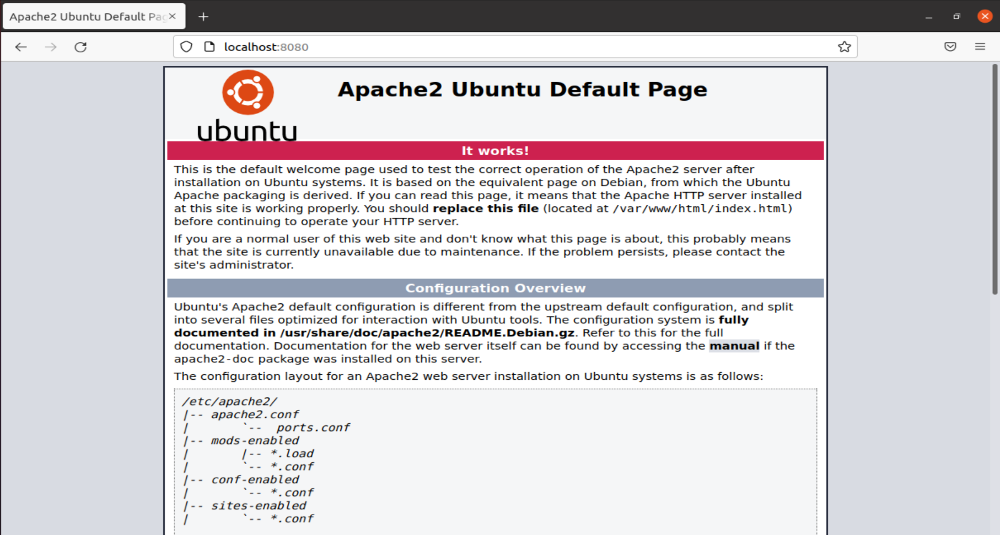 Apache2 Ubuntu Default Pag
localhost:8080
Apache2 Ubuntu Default Page
ubuntu
It works!
This is the default welcome page used to test the correct operation of the Apache2 server after
installation on Ubuntu systems. It is based on the equivalent page on Debian, from which the Ubuntu
Apache packaging is derived. If you can read this page, it means that the Apache HTTP server installed
at this site is working properly. You should replace this file (located at /var/www/html/index.html)
before continuing to operate your HTTP server.
If you are a normal user of this web site and don't know what this page is about, this probably means
that the site is currently unavailable due to maintenance. If the problem persists, please contact the
site's administrator.
Configuration Overview
Ubuntu's Apache2 default configuration is different from the upstream default configuration, and split
into several files optimized for interaction with Ubuntu tools. The configuration system is fully
documented in /usr/share/doc/apache2/README.Debian.gz. Refer to this for the full
documentation. Documentation for the web server itself can be found by accessing the manual if the
apache2-doc package was installed on this server.
The configuration layout for an Apache2 web server installation on Ubuntu systems is as follows:
/etc/apache2/
|-- apache2.conf
|       `--  ports.conf
|-- mods-enabled
|       |-- *.load
|       `-- *.conf
|-- conf-enabled
|       `-- *.conf
|-- sites-enabled
|       `-- *.conf